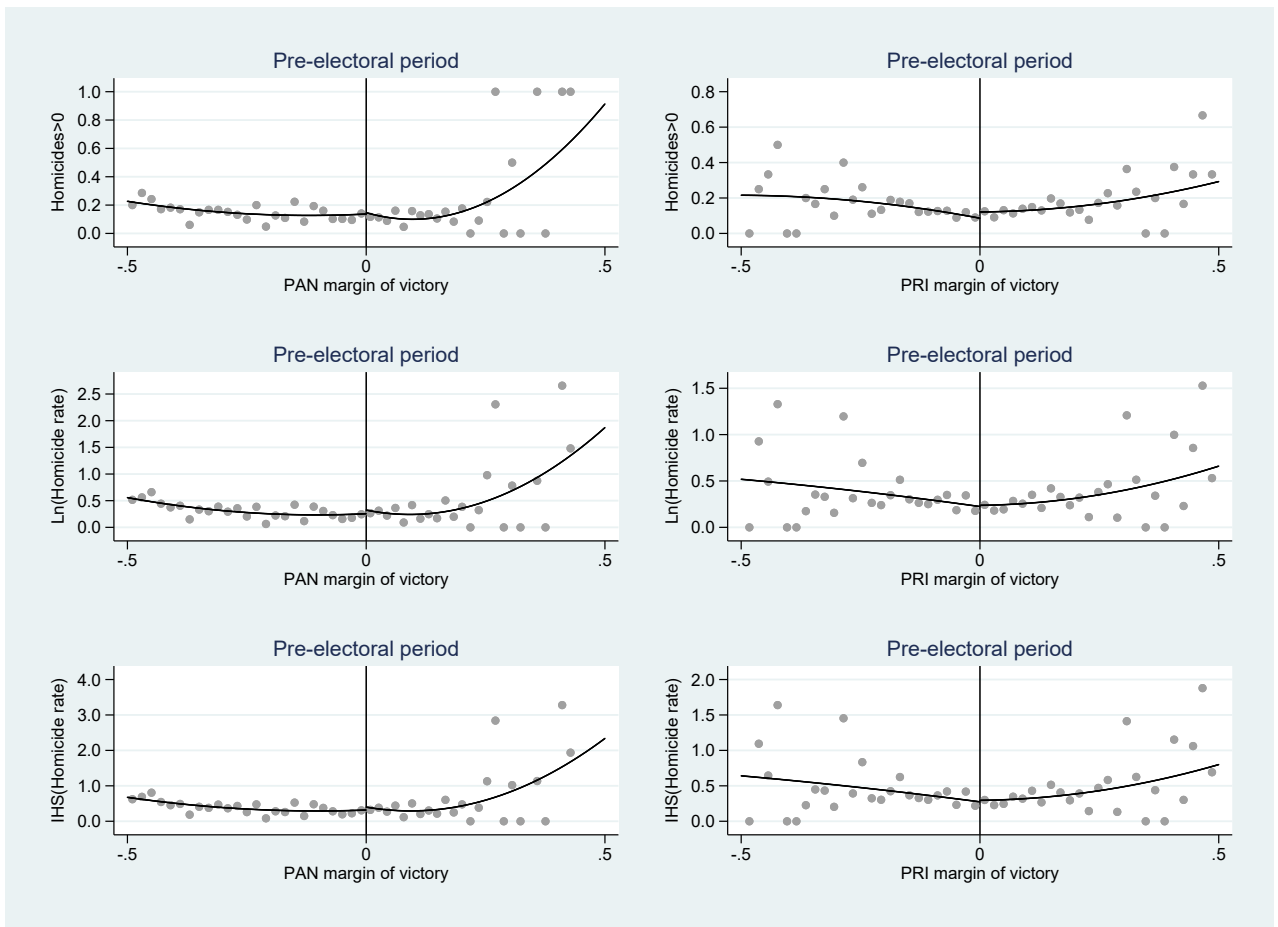 Pre-electoral period
Homicides>0
1.0
0.8
0.6
0.4
0.2
0.0
-.5
0
.5
PAN margin of victory
Pre-electoral period
Homicides>0
0.8
0.6
0.4
0.2
0.0
-.5
0
.5
PRI margin of victory
Pre-electoral period
Ln(Homicide rate)
2.5
2.0
1.5
1.0
0.5
0.0
-.5
0
.5
PAN margin of victory
Pre-electoral period
Ln(Homicide rate)
1.5
1.0
0.5
0.0
-.5
0
.5
PRI margin of victory
Pre-electoral period
IHS(Homicide rate)
4.0
3.0
2.0
1.0
0.0
-.5
0
.5
PAN margin of victory
Pre-electoral period
IHS(Homicide rate)
2.0
1.5
1.0
0.5
0.0
-.5
0
.5
PRI margin of victory